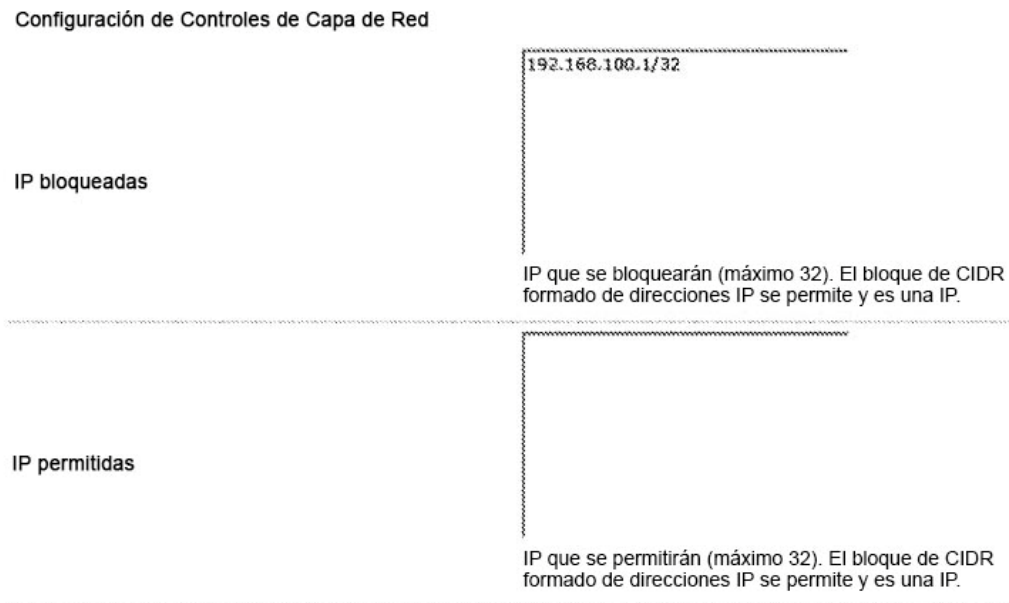 Configuración de Controles de Capa de Red
192.168.100.1/32
IP bloqueadas
IP que se bloquearán (máximo 32). El bloque de CIDR
formado de direcciones IP se permite y es una IP.
IP permitidas
IP que se permitirán (máximo 32). El bloque de CIDR
formado de direcciones IP se permite y es una IP.